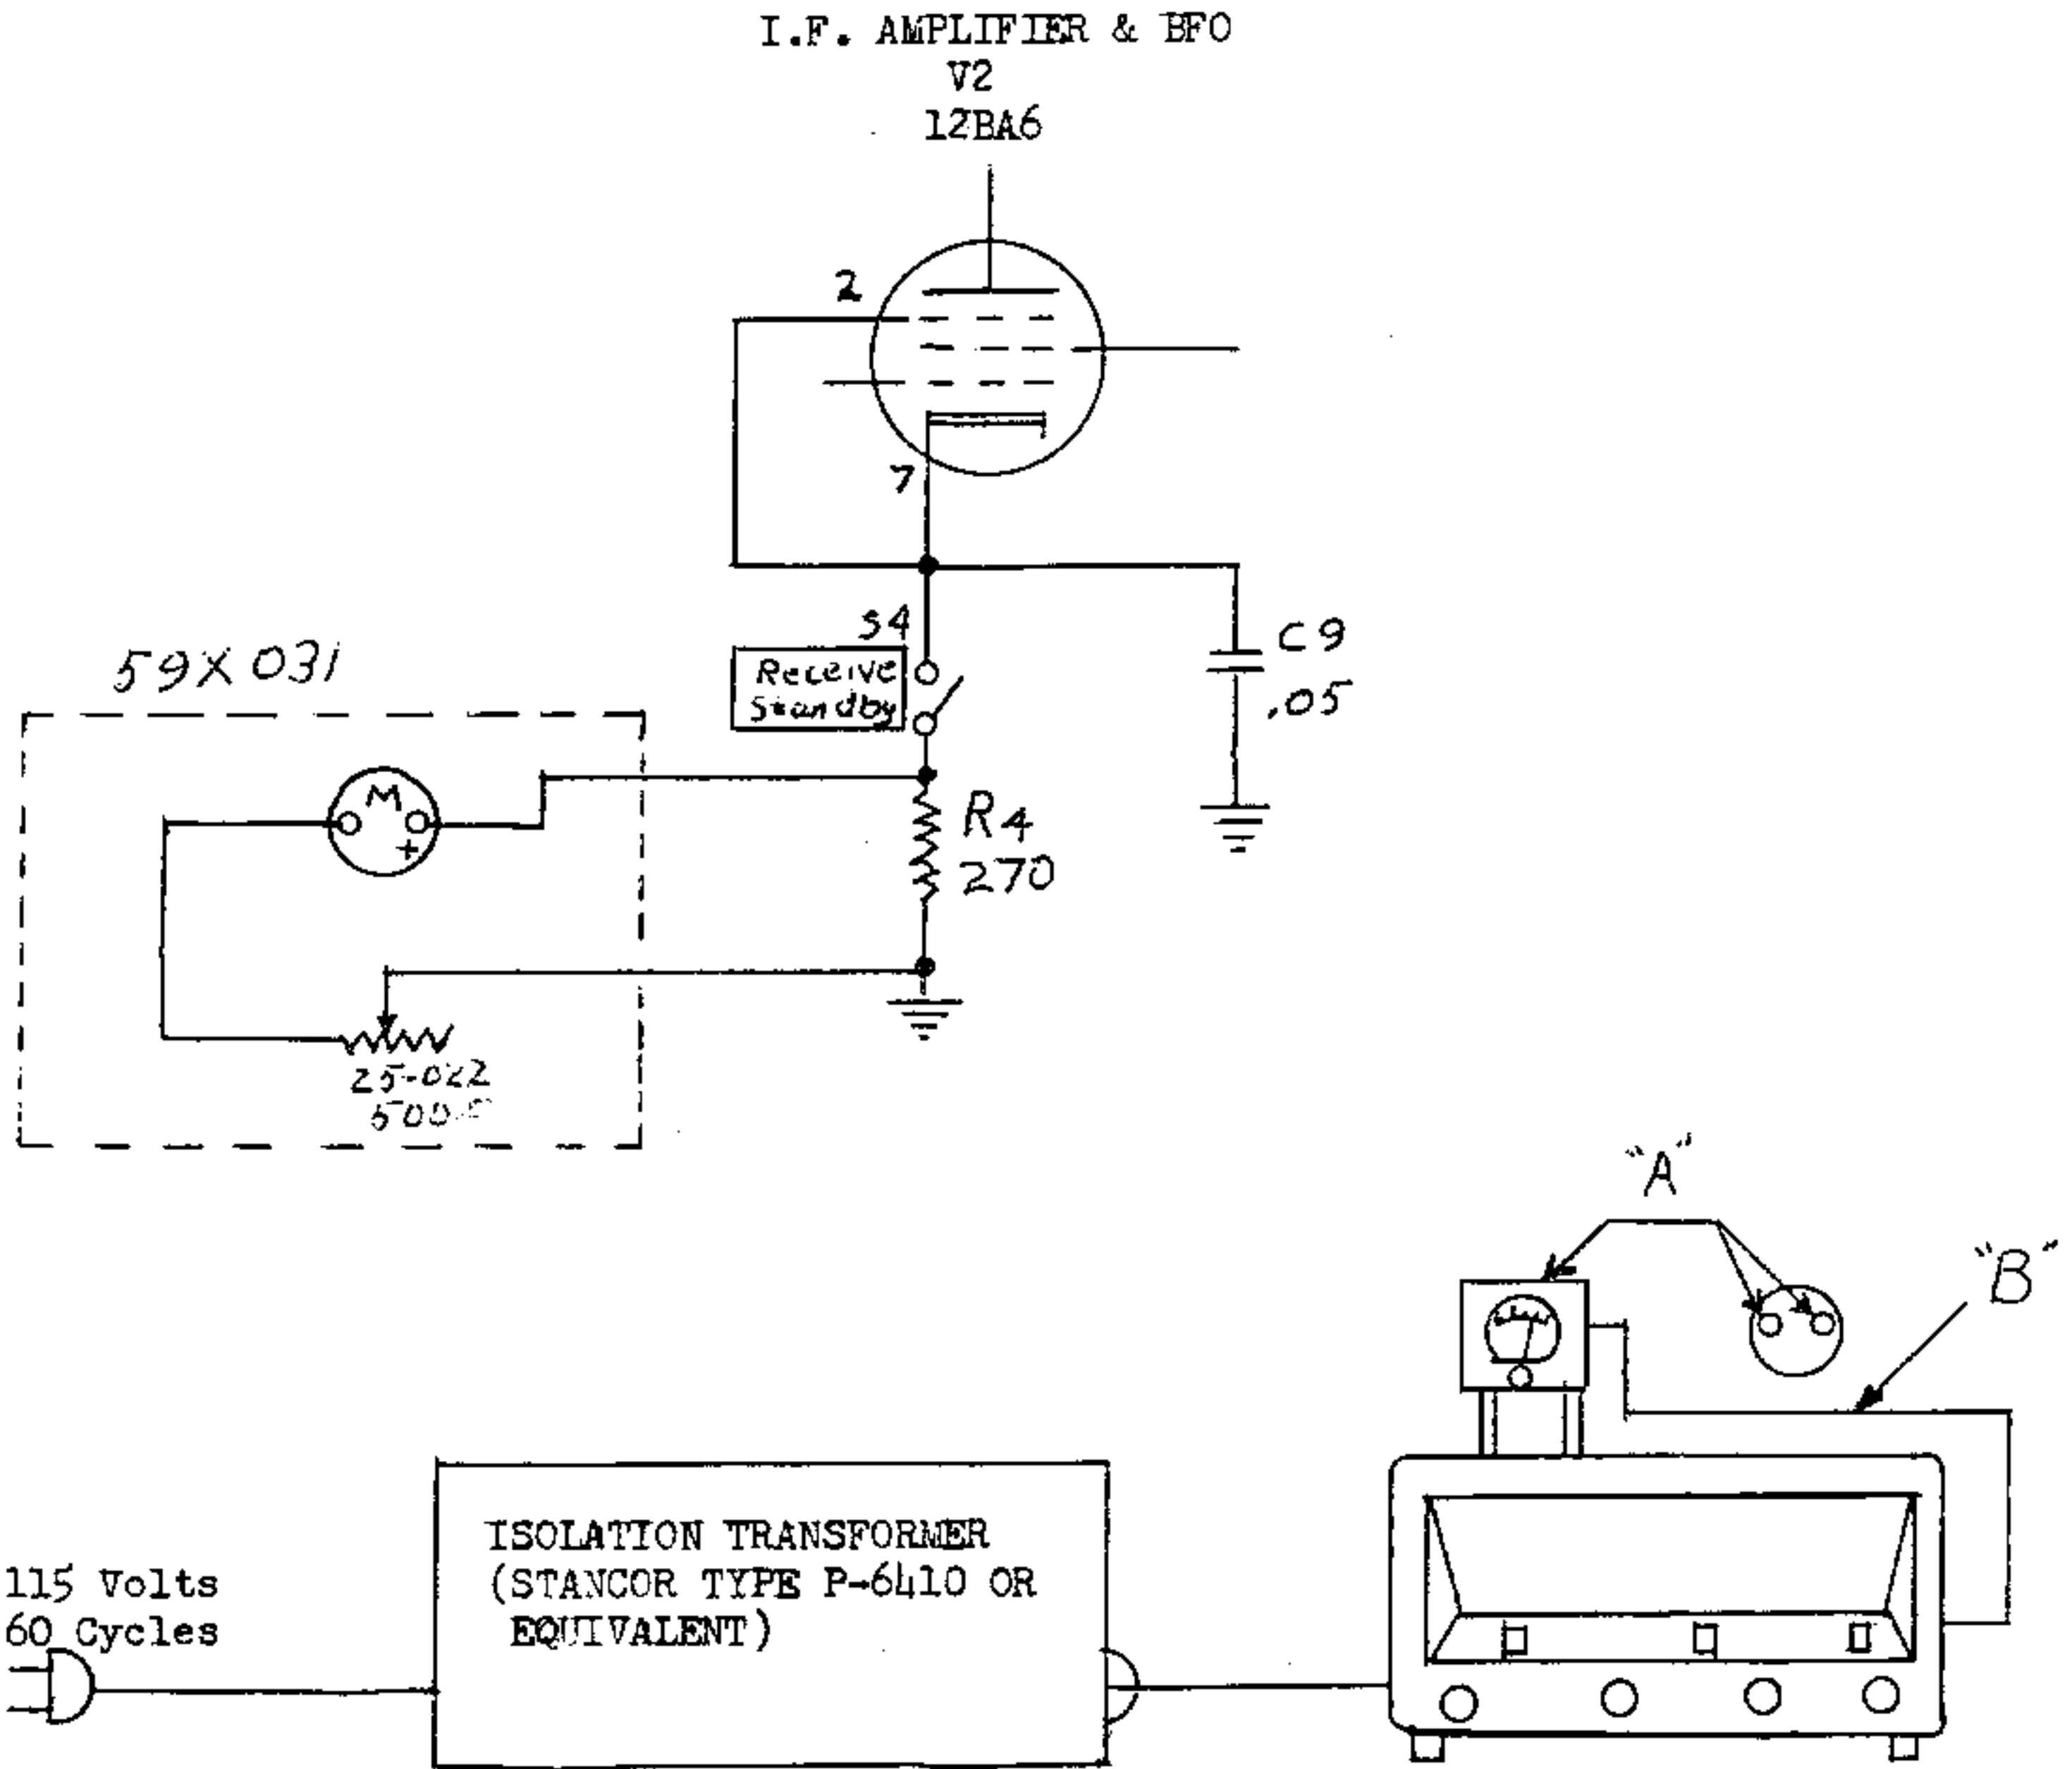 I.F. AMPLIFIER & BFO
V2
12BA6
2
7
S4
Receive
Standby
C9
.05
59X031
M
+
R4
270
25-022
"A"
"B"
ISOLATION TRANSFORMER
(STANCOR TYPE P-6410 OR
EQUIVALENT)
115 Volts
60 Cycles